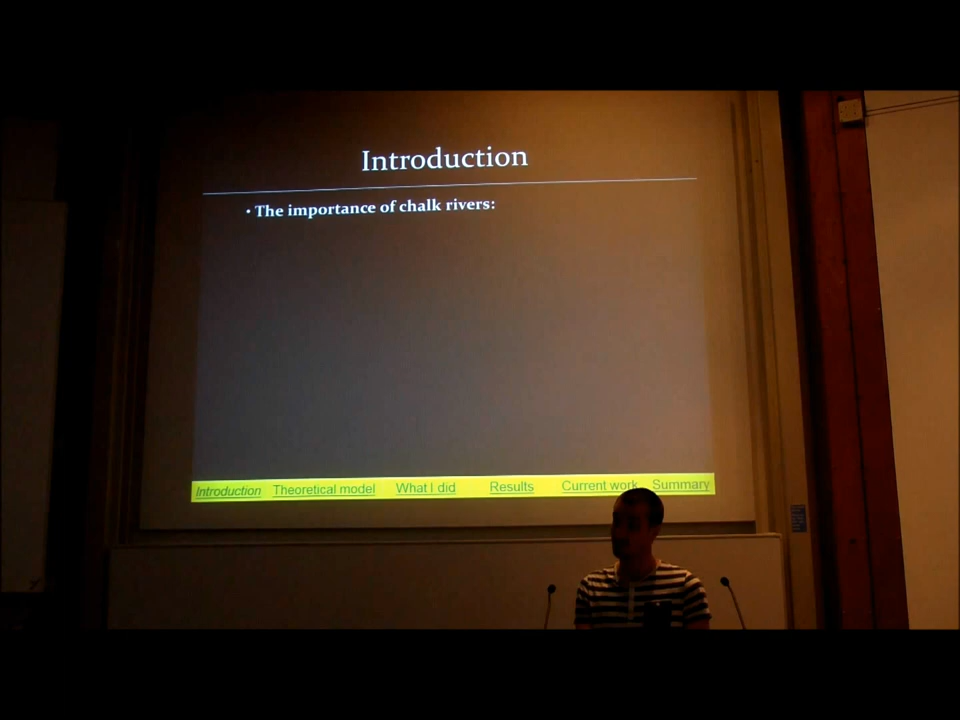 Introduction
• The importance of chalk rivers:
Introduction Theoretical model What I did Results Current work Summary